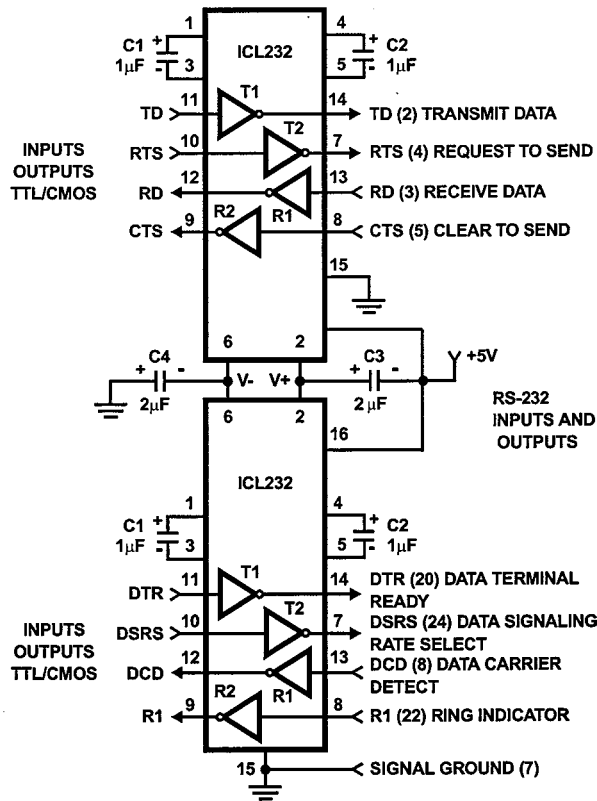 1
4
ICL232
C1 + C2
1μF - 1μF
3
5
T1
TD 11 14 TD (2) TRANSMIT DATA
T2
RTS 10 7 RTS (4) REQUEST TO SEND
INPUTS
OUTPUTS
TTL/CMOS
RD 12 13 RD (3) RECEIVE DATA
R2 R1
CTS 9 8 CTS (5) CLEAR TO SEND
15
6 2
C4 C3
+ - V- V+ + -
2μF 2μF
+5V
6 2
16
RS-232
INPUTS AND
OUTPUTS
ICL232
1
4
C1 + + C2
1μF - - 1μF
3
5
T1
DTR 11 14 DTR (20) DATA TERMINAL
READY
T2
DSRS 10 7 DSRS (24) DATA SIGNALING
RATE SELECT
INPUTS
OUTPUTS
TTL/CMOS
DCD 12 13 DCD (8) DATA CARRIER
DETECT
R2 R1
R1 9 8 R1 (22) RING INDICATOR
15 SIGNAL GROUND (7)